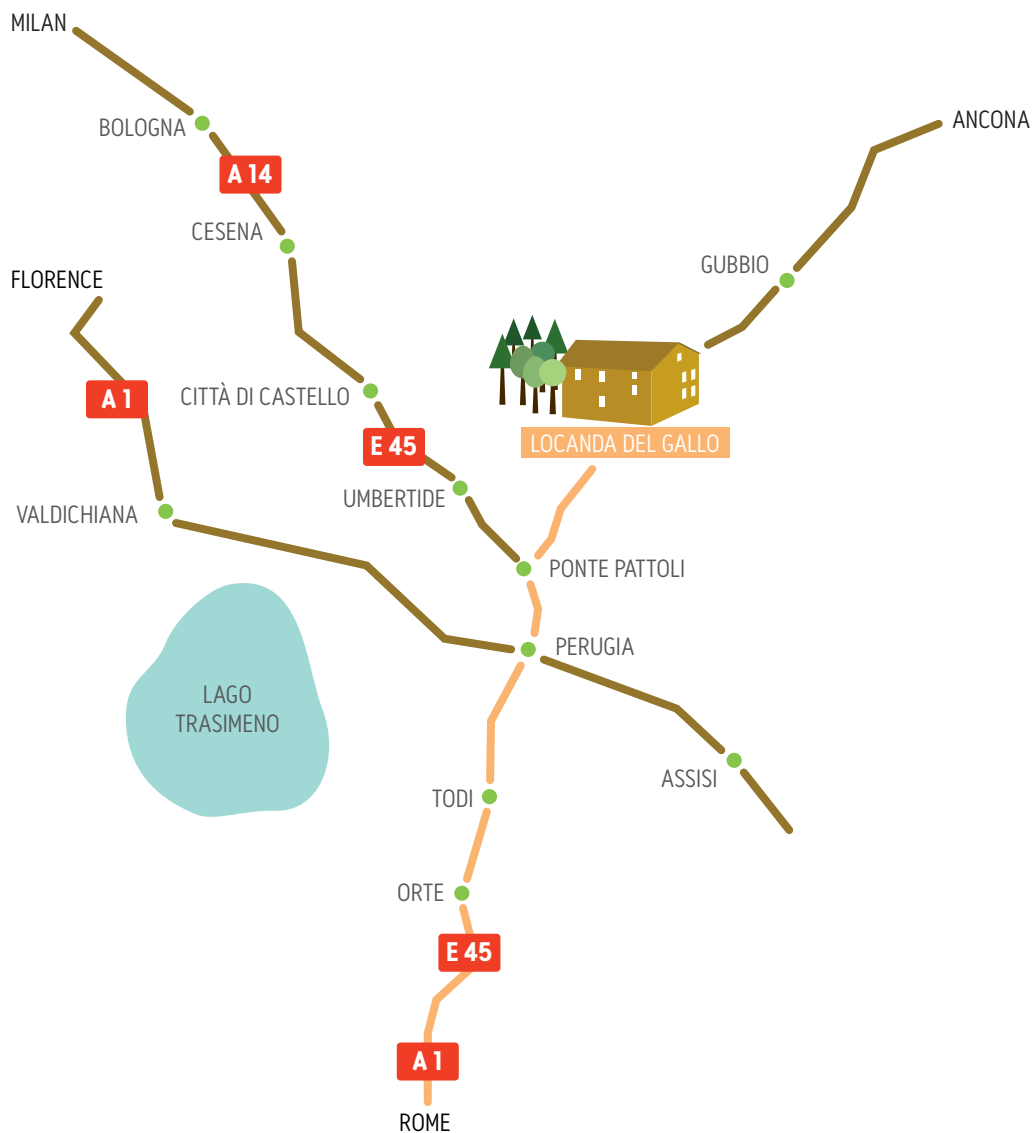 MILAN
ANCONA
BOLOGNA
A 14
CESENA
GUBBIO
FLORENCE
A 1
CITTÀ DI CASTELLO
E 45
LOCANDA DEL GALLO
UMBERTIDE
VALDICHIANA
PONTE PATTOLI
PERUGIA
LAGO
TRASIMENO
ASSISI
TODI
ORTE
E 45
A 1
ROME